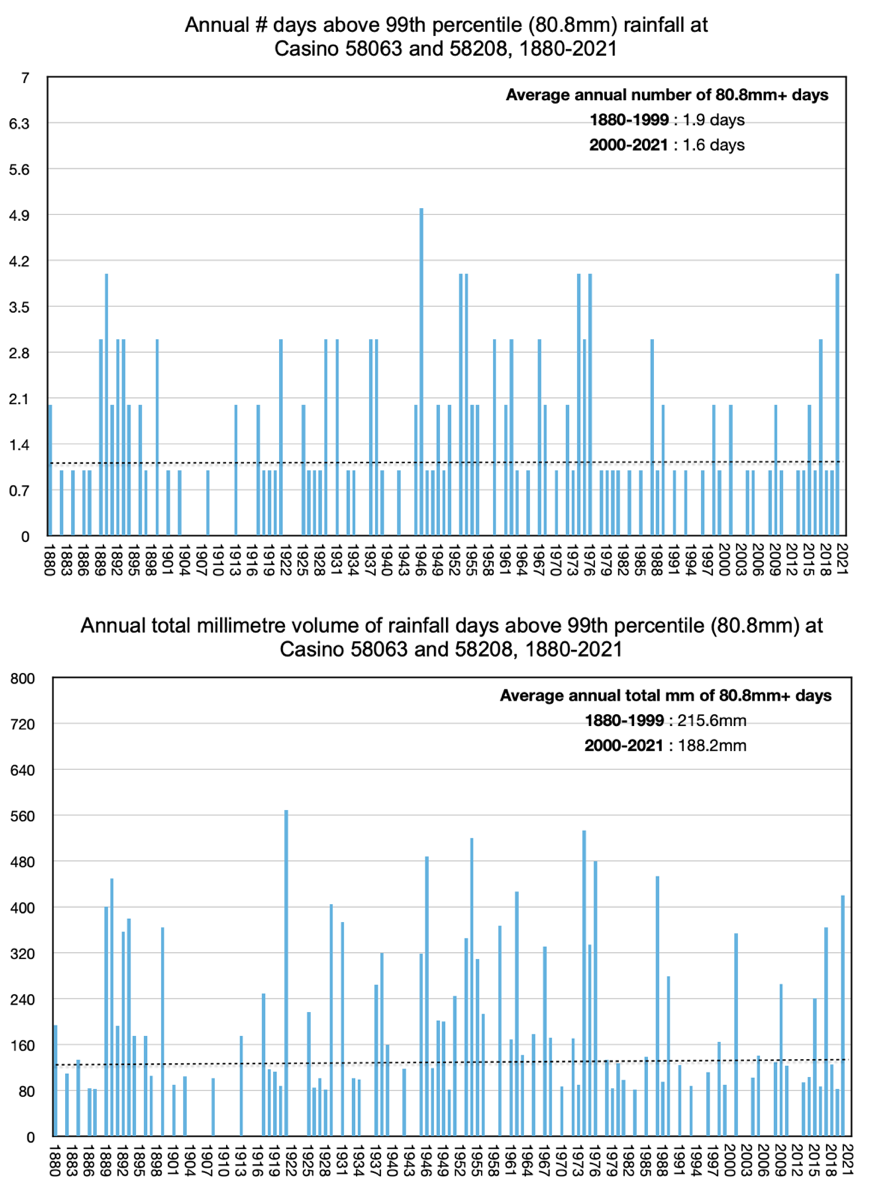 Annual # days above 99th percentile (80.8mm) rainfall at
Casino 58063 and 58208, 1880-2021
7
Average annual number of 80.8mm+ days
6.3
1880-1999 : 1.9 days
2000-2021 : 1.6 days
5.6
4.9
4.2
3.5
2.8
2.1
1.4
0.7
0
1880 1883 1886 1889 1892 1895 1898 1901 1904 1907 1910 1913 1916 1919 1922 1925 1928 1931 1934 1937 1940 1943 1946 1949 1952 1955 1958 1961 1964 1967 1970 1973 1976 1979 1982 1985 1988 1991 1994 1997 2000 2003 2006 2009 2012 2015 2018 2021
Annual total millimetre volume of rainfall days above 99th percentile (80.8mm) at
Casino 58063 and 58208, 1880-2021
800
Average annual total mm of 80.8mm+ days
720
1880-1999 : 215.6mm
2000-2021 : 188.2mm
640
560
480
400
320
240
160
80
0
1880 1883 1886 1889 1892 1895 1898 1901 1904 1907 1910 1913 1916 1919 1922 1925 1928 1931 1934 1937 1940 1943 1946 1949 1952 1955 1958 1961 1964 1967 1970 1973 1976 1979 1982 1985 1988 1991 1994 1997 2000 2003 2006 2009 2012 2015 2018 2021